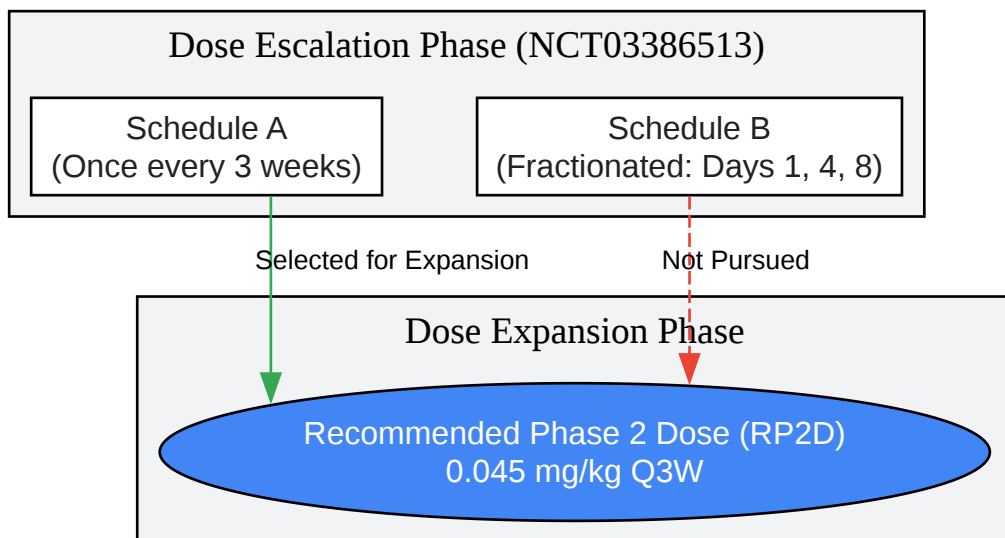 Dose Escalation Phase (NCT03386513)
Schedule A
(Once every 3 weeks)
Schedule B
(Fractionated: Days 1, 4, 8)
Selected for Expansion
Not Pursued
Dose Expansion Phase
Recommended Phase 2 Dose (RP2D)
0.045 mg/kg Q3W